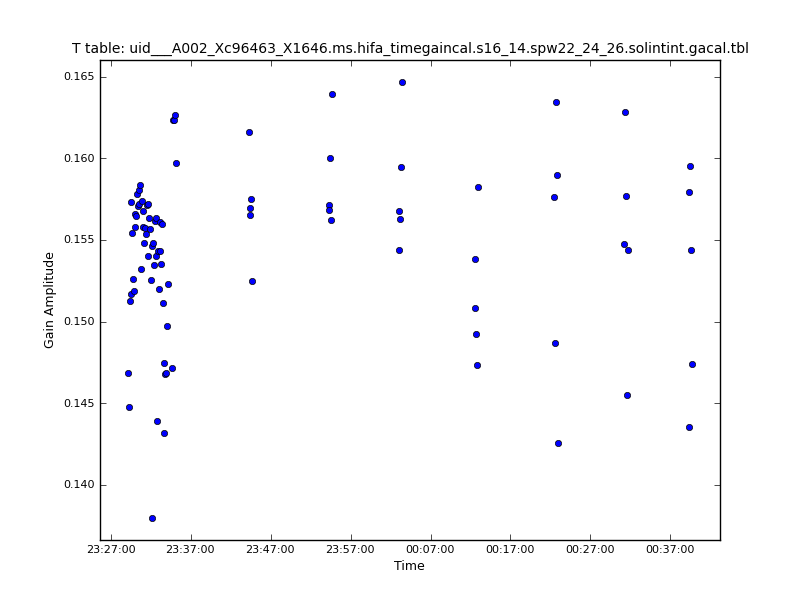 T table: uid___A002_Xc96463_X1646.ms.hifa_timegaincal.s16_14.spw22_24_26.solintint.gacal.tbl
0.165
0.160
0.155
0.150
0.145
0.140
Gain Amplitude
23:27:00 23:37:00 23:47:00 23:57:00 00:07:00 00:17:00 00:27:00 00:37:00
Time